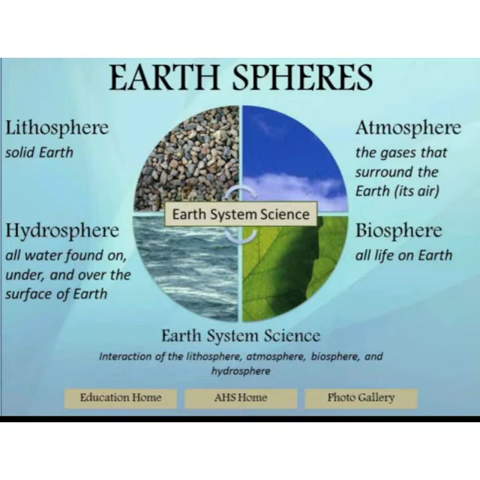 EARTH SPHERES
Lithosphere
solid Earth
Atmosphere
the gases that
surround the
Earth (its air)
Earth System Science
Hydrosphere
all water found on,
under, and over the
surface of Earth
Biosphere
all life on Earth
Earth System Science
Interaction of the lithosphere, atmosphere, biosphere, and
hydrosphere
Education Home
AHS Home
Photo Gallery